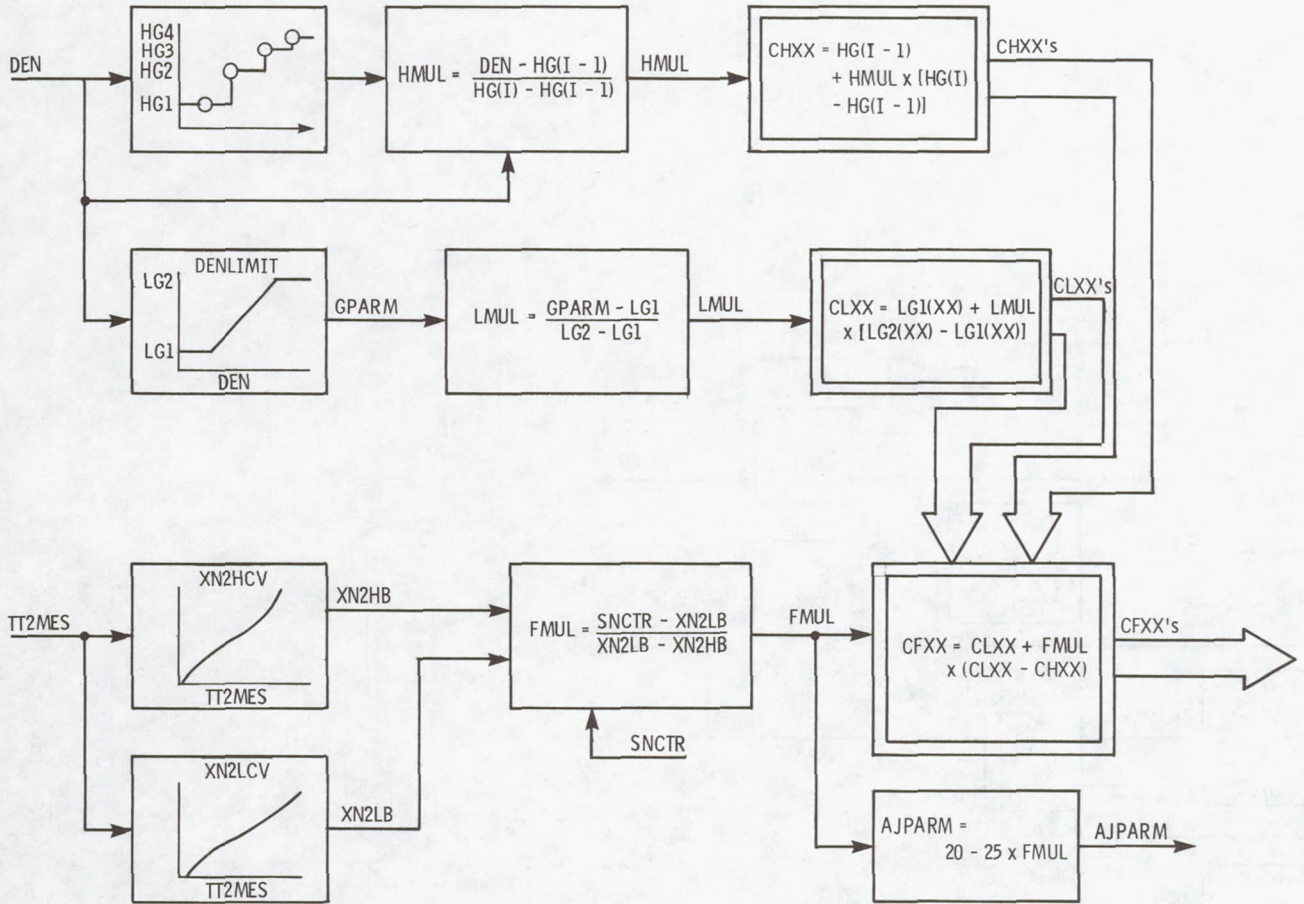 DEN
HG4
HG3
HG2
HG1
HMUL = DEN - HG(I - 1)
HG(I) - HG(I - 1)
HMUL
CHXX = HG(I - 1)
+ HMUL x [HG(I)
- HG(I - 1)]
CHXX's
DENLIMIT
LG2
LG1
DEN
GPARM
LMUL = GPARM - LG1
LG2 - LG1
LMUL
CLXX = LG1(XX) + LMUL
x [LG2(XX) - LG1(XX)]
CLXX's
TT2MES
XN2HCV
TT2MES
XN2HB
FMUL = SNCTR - XN2LB
XN2LB - XN2HB
SNCTR
FMUL
CFXX = CLXX + FMUL
x (CLXX - CHXX)
CFXX's
XN2LCV
TT2MES
XN2LB
AJPARM =
20 - 25 x FMUL
AJPARM